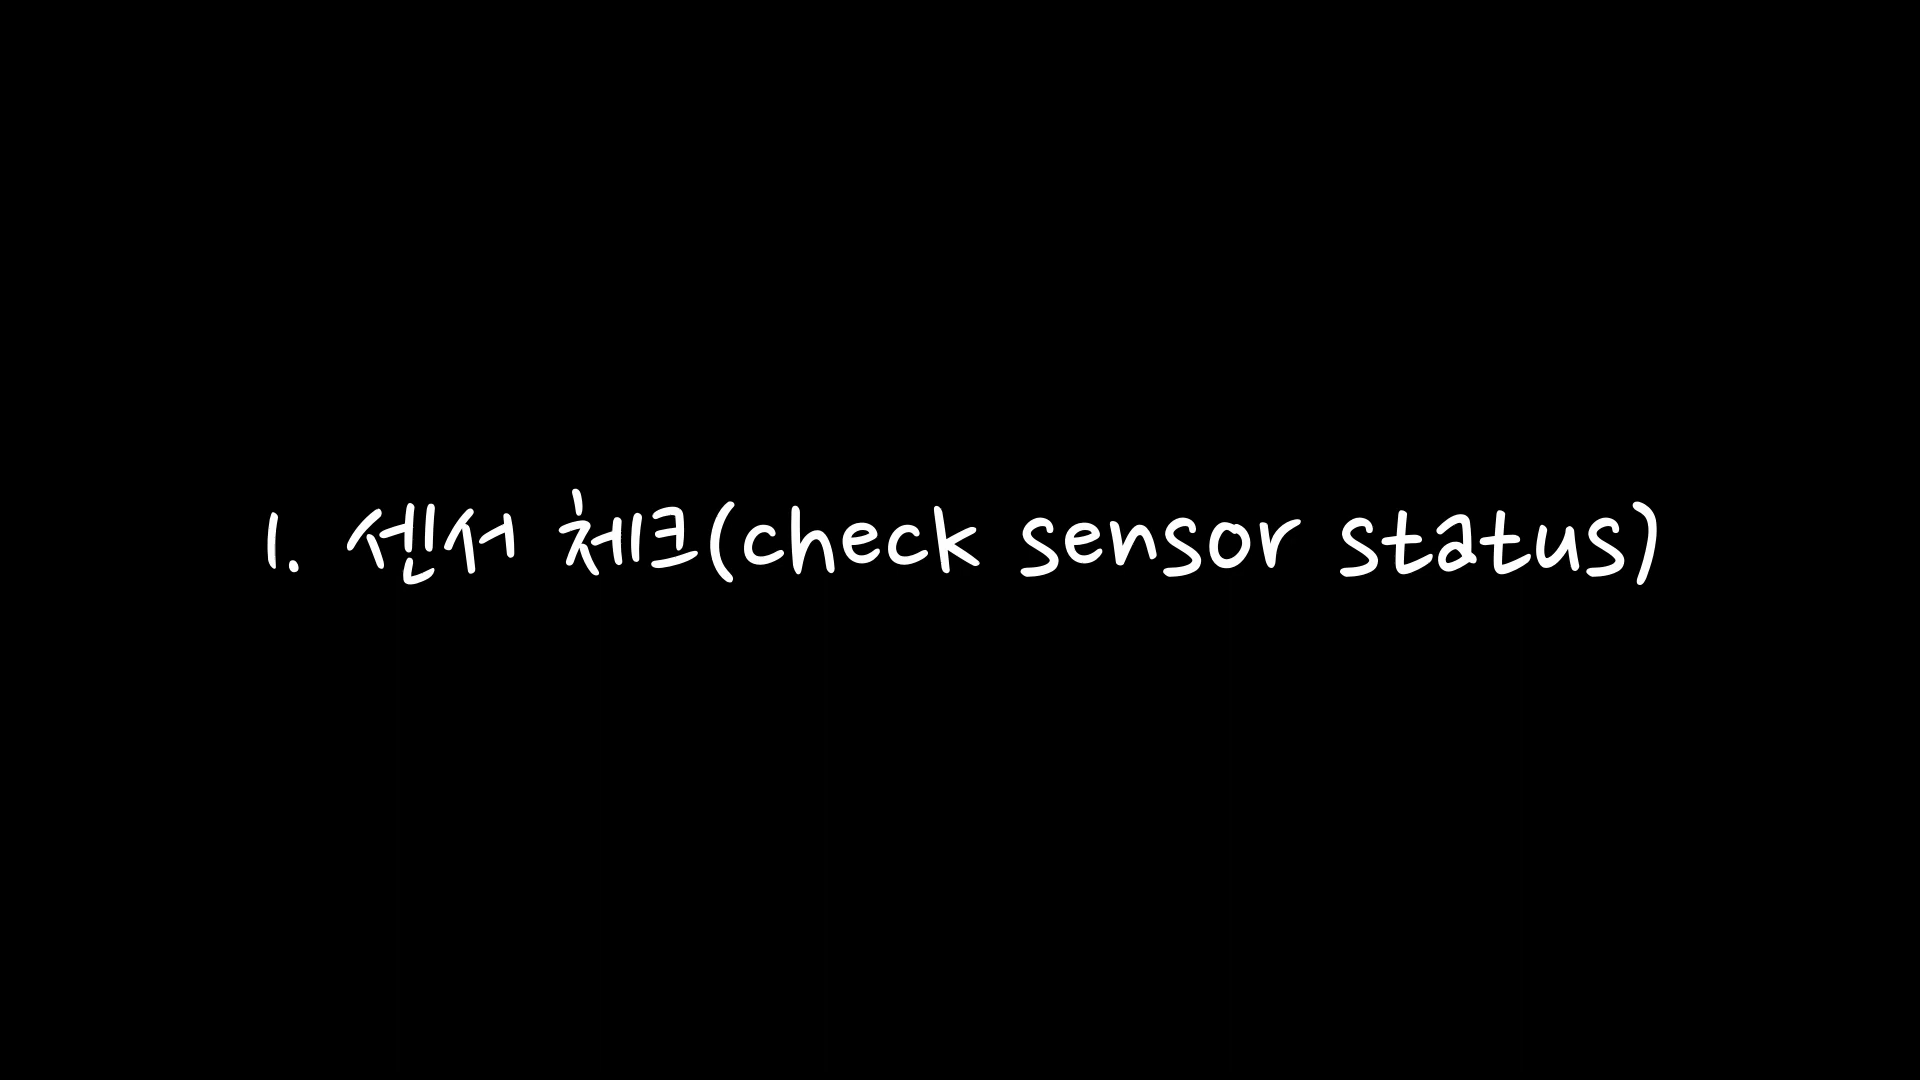 1. 센서 체크(check sensor status)